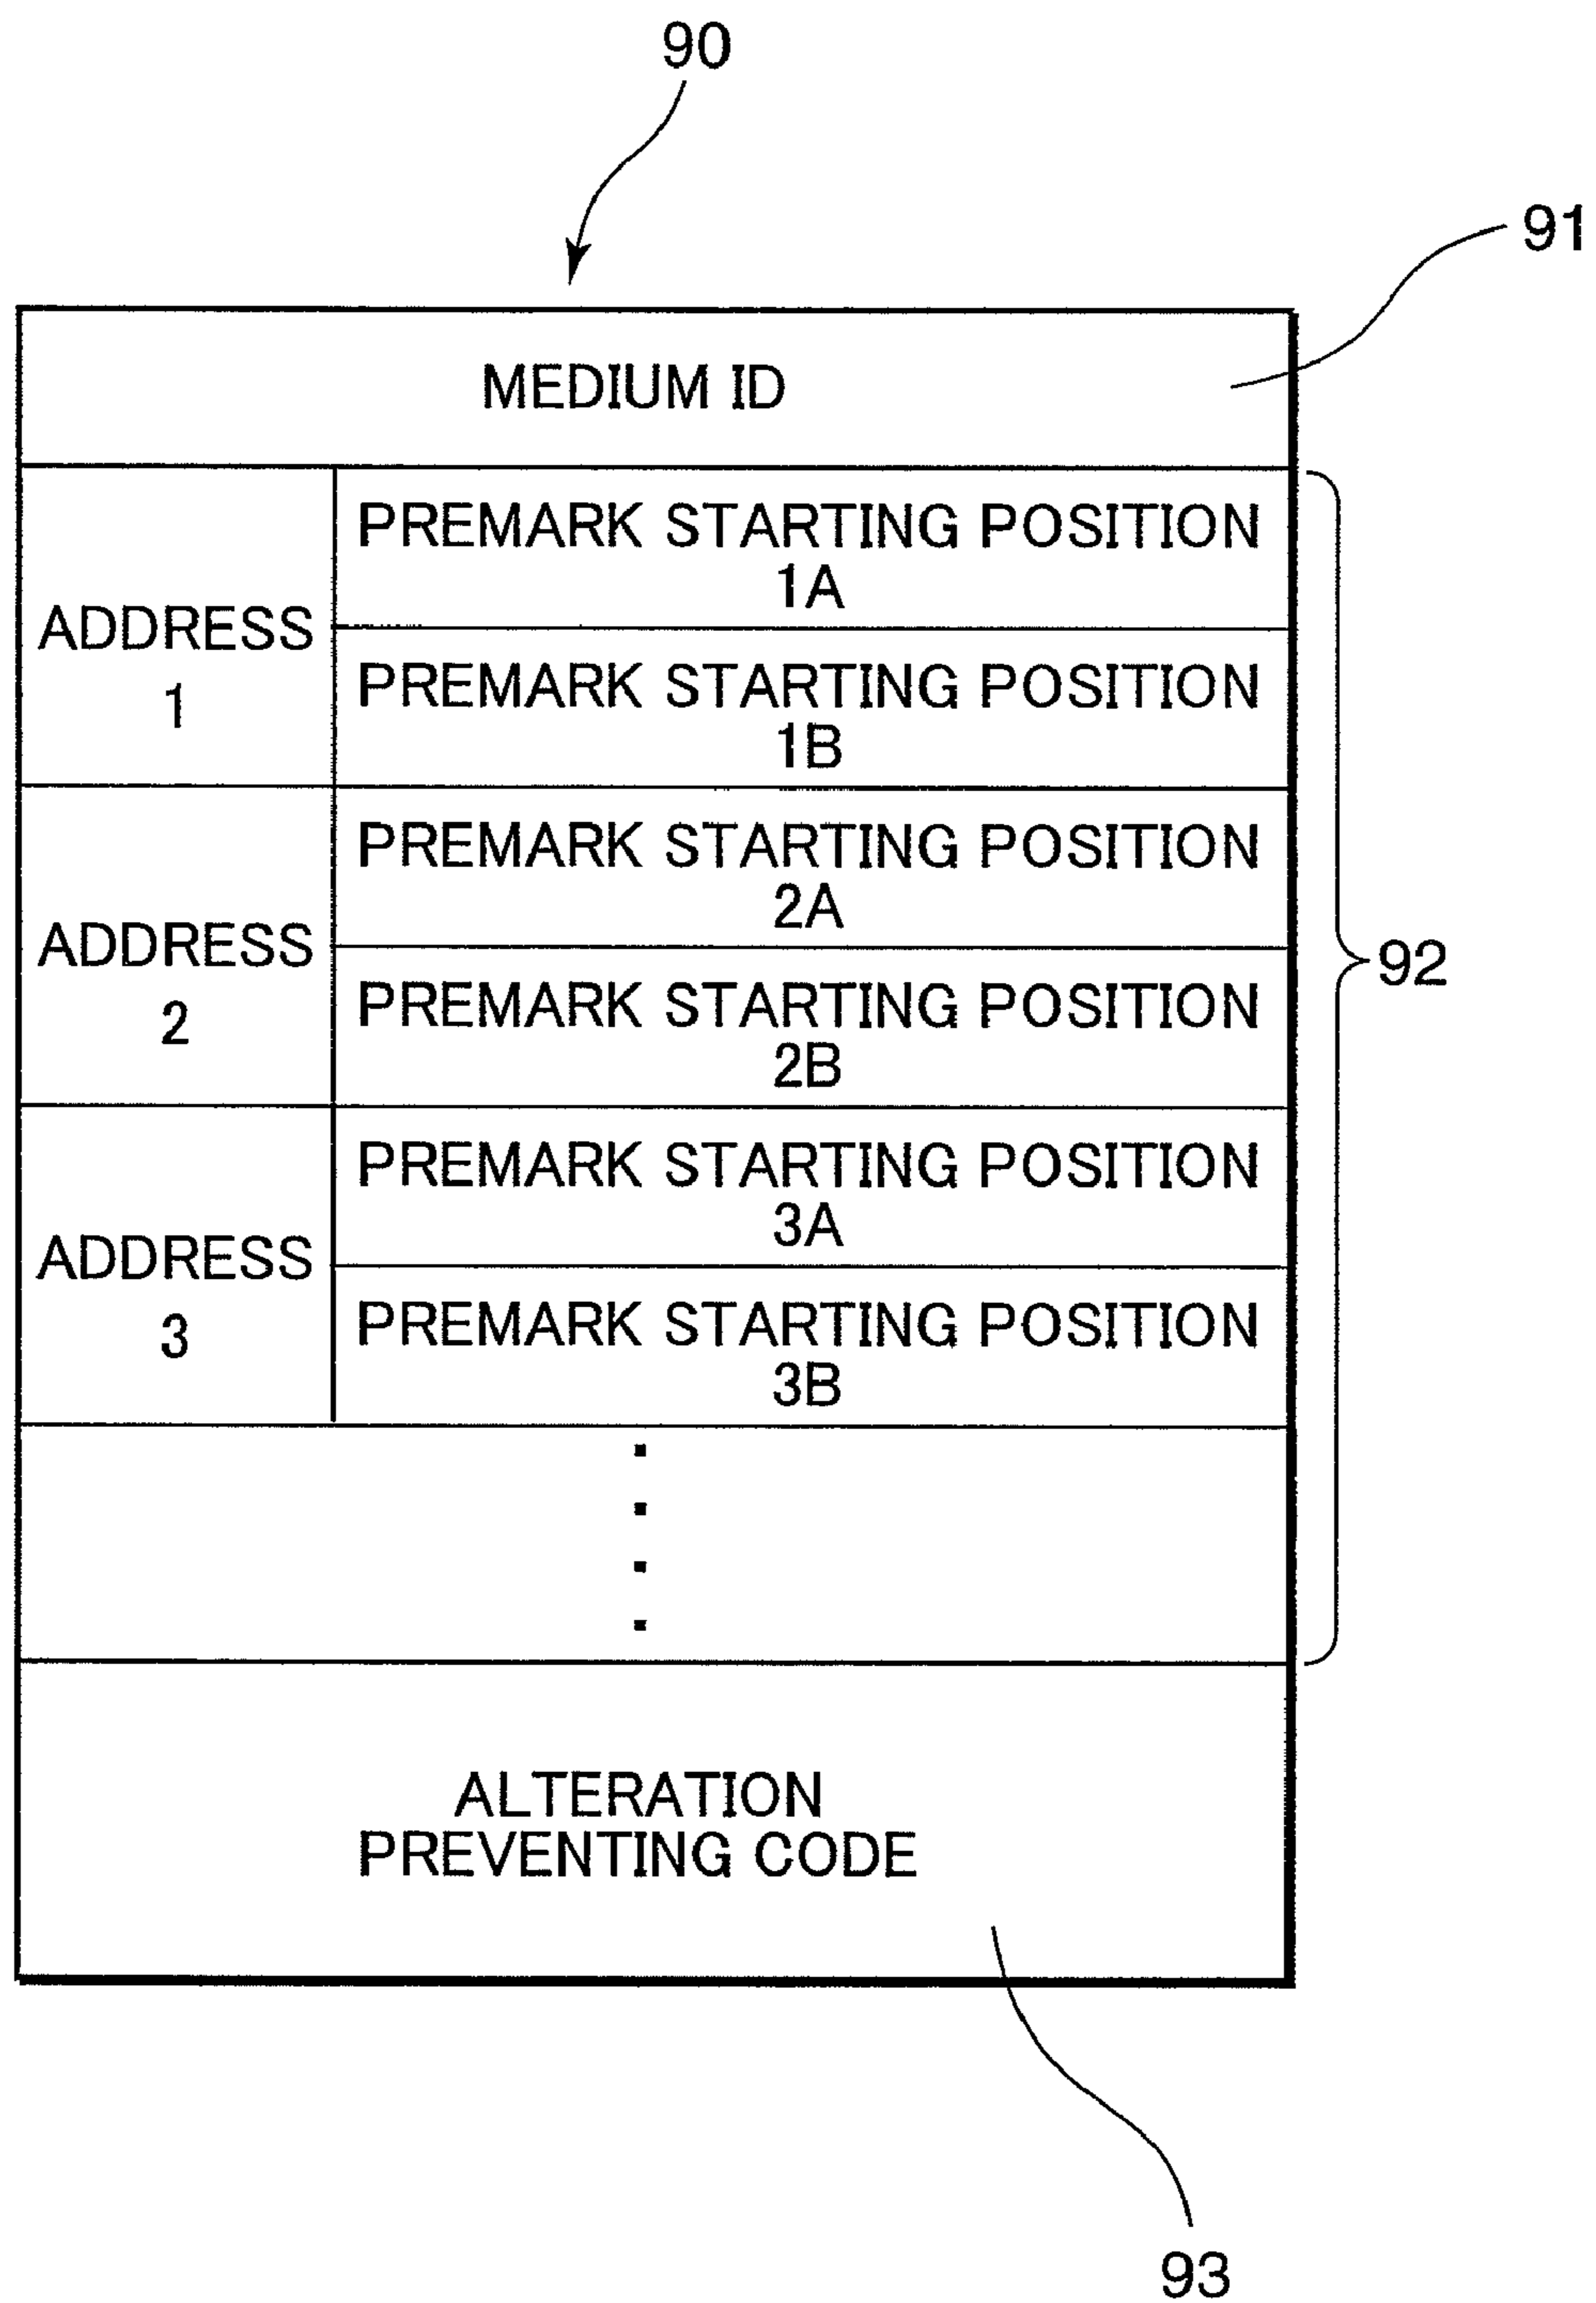 90
91
MEDIUM ID
ADDRESS
1
PREMARK STARTING POSITION
1A
PREMARK STARTING POSITION
1B
ADDRESS
2
PREMARK STARTING POSITION
2A
PREMARK STARTING POSITION
2B
92
ADDRESS
3
PREMARK STARTING POSITION
3A
PREMARK STARTING POSITION
3B
ALTERATION
PREVENTING CODE
93